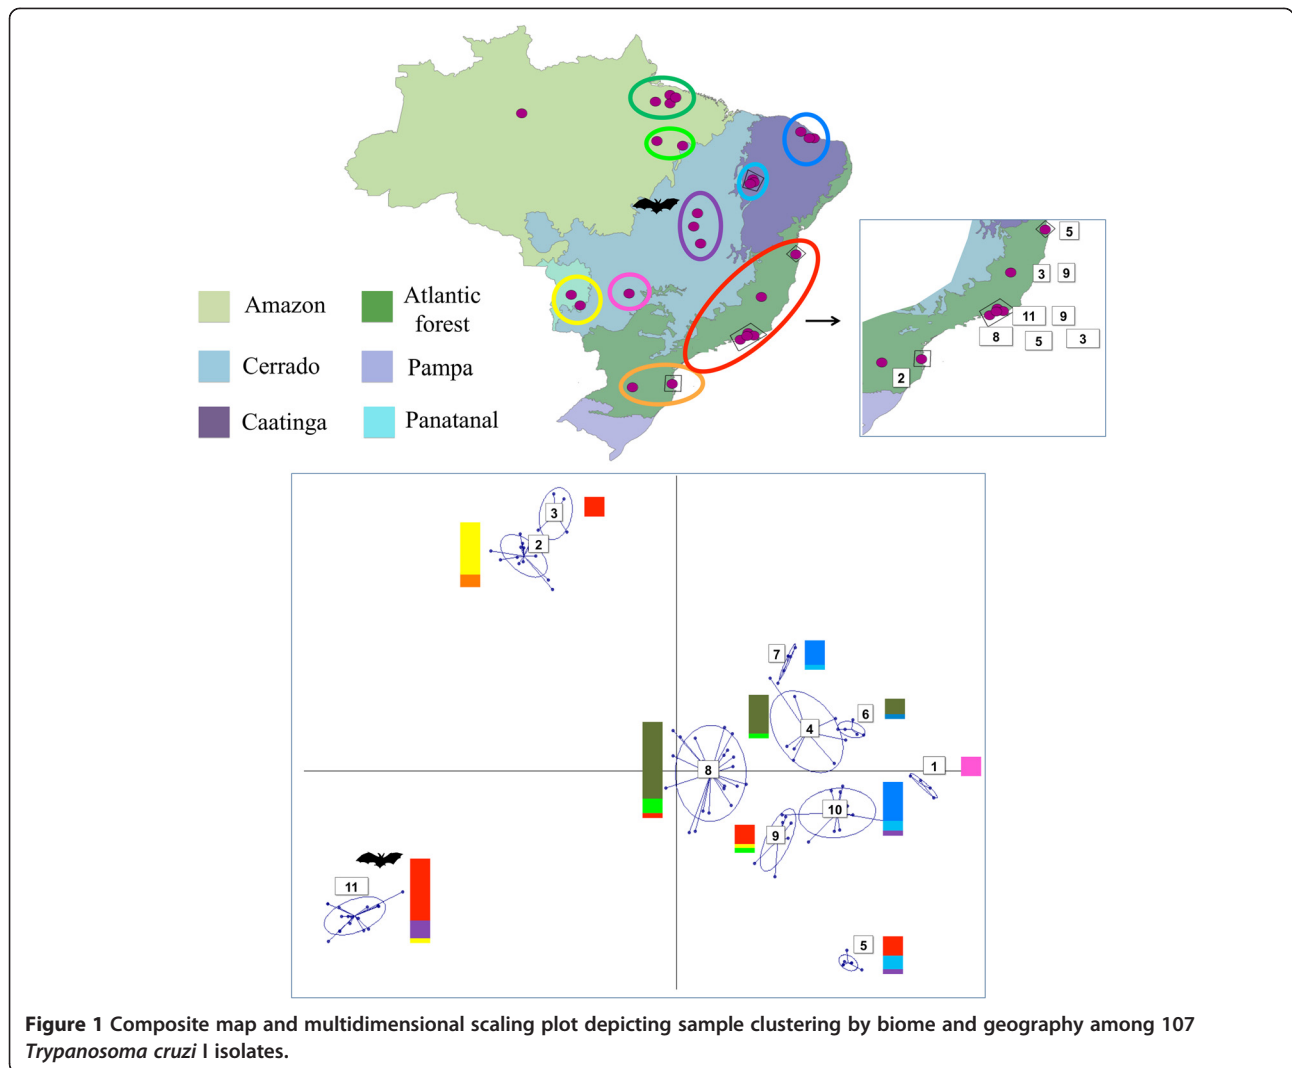 Amazon
Atlantic
forest
Cerrado
Pampa
Caatinga
Panatanal
5
3 9
11 9
8 5 3
2
3
2
7
6
4
1
8
10
9
11
5
Figure 1 Composite map and multidimensional scaling plot depicting sample clustering by biome and geography among 107
Trypanosoma cruzi I isolates.